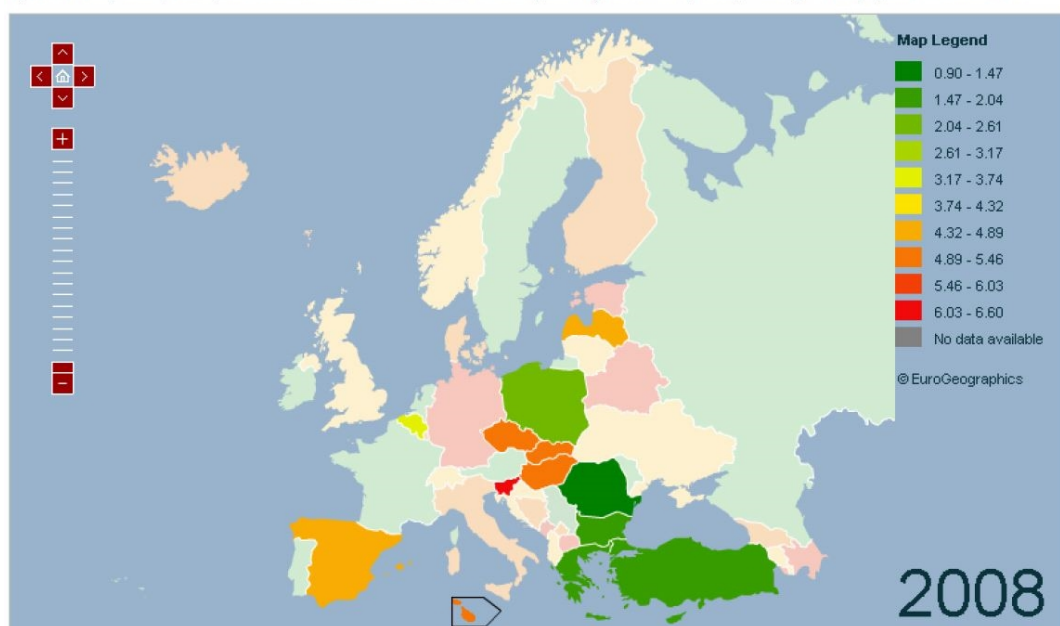 Map Legend
0.90 - 1.47
1.47 - 2.04
2.04 - 2.61
2.61 - 3.17
3.17 - 3.74
3.74 - 4.32
4.32 - 4.89
4.89 - 5.46
5.46 - 6.03
6.03 - 6.60
No data available
© EuroGeographics
2008